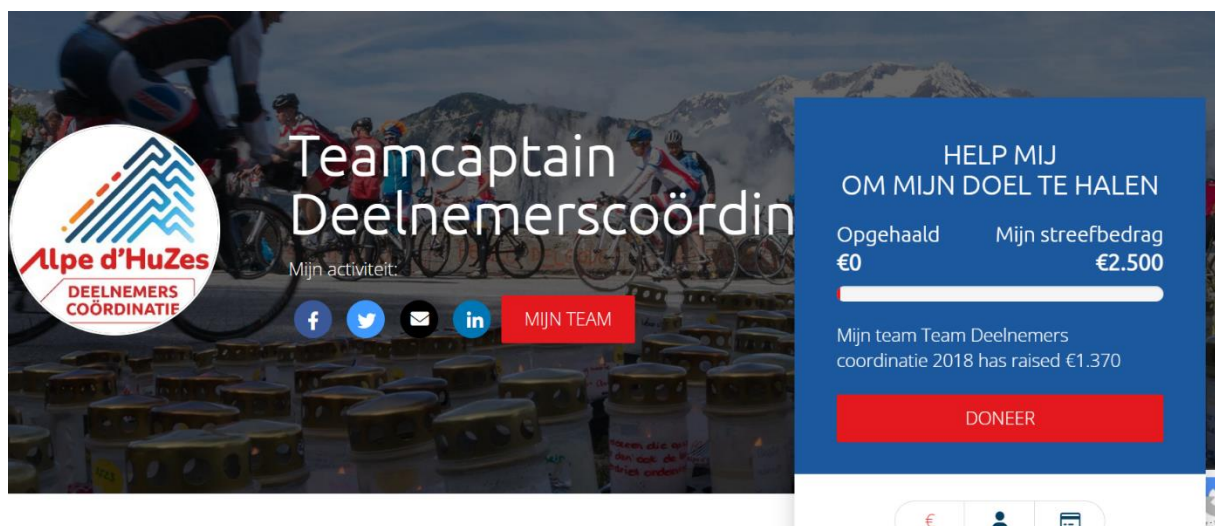 Teamcaptain
Deelnemerscoördin
Mijn activiteit:
MIJN TEAM
Alpe d'HuZes
DEELNEMERS
COÖRDINATIE
HELP MIJ
OM MIJN DOEL TE HALEN
Opgehaald Mijn streefbedrag
€0 €2.500
Mijn team Team Deelnemers
coordinatie 2018 has raised €1.370
DONEER
€